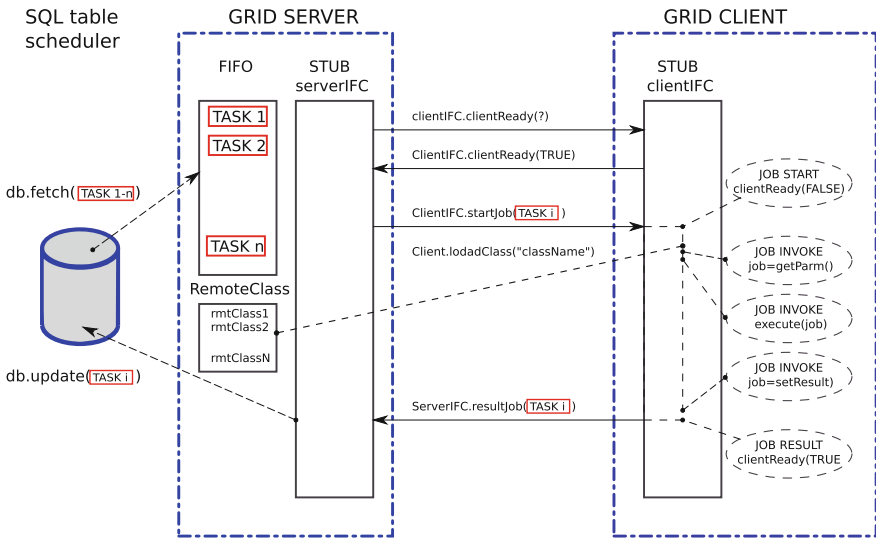 SQL table
scheduler
GRID SERVER
GRID CLIENT
FIFO
STUB
serverIFC
STUB
clientIFC
TASK 1
TASK 2
TASK n
db.fetch( TASK 1-n )
RemoteClass
rmtClass1
rmtClass2
rmtClassN
db.update( TASK i )
clientIFC.clientReady(?)
ClientIFC.clientReady(TRUE)
ClientIFC.startJob( TASK i )
Client.lodadClass("className")
ServerIFC.resultJob( TASK i )
JOB START
clientReady(FALSE)
JOB INVOKE
job=getParm()
JOB INVOKE
execute(job)
JOB INVOKE
job=setResult)
JOB RESULT
clientReady(TRUE